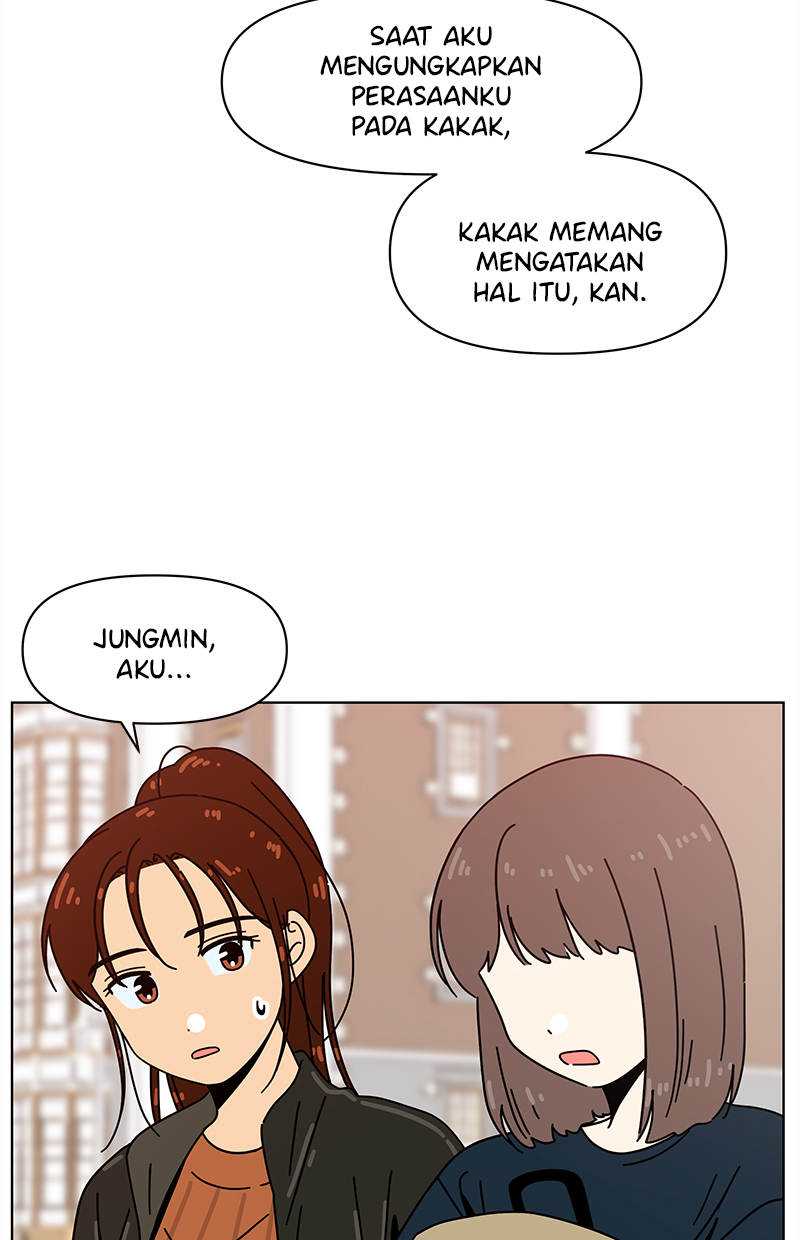 SAAT AKU
MENGUNGKAPKAN
PERASAANKU
PADA KAKAK,
KAKAK MEMANG
MENGATAKAN
HAL ITU, KAN.
JUNGMIN,
AKU...